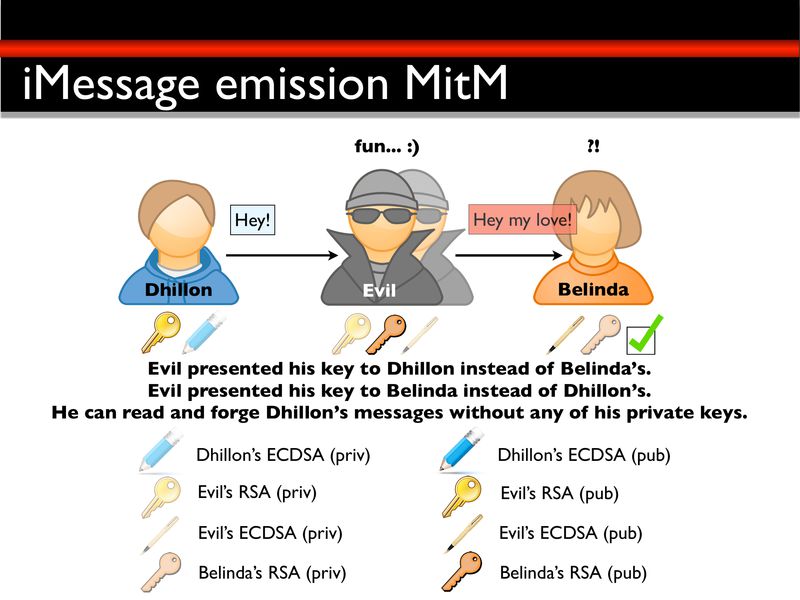 iMessage emission MitM
fun... :)
?!
Hey!
Hey my love!
Dhillon
Evil
Belinda
Evil presented his key to Dhillon instead of Belinda's.
Evil presented his key to Belinda instead of Dhillon's.
He can read and forge Dhillon's messages without any of his private keys.
Dhillon's ECDSA (priv)
Dhillon's ECDSA (pub)
Evil's RSA (priv)
Evil's RSA (pub)
Evil's ECDSA (priv)
Evil's ECDSA (pub)
Belinda's RSA (priv)
Belinda's RSA (pub)